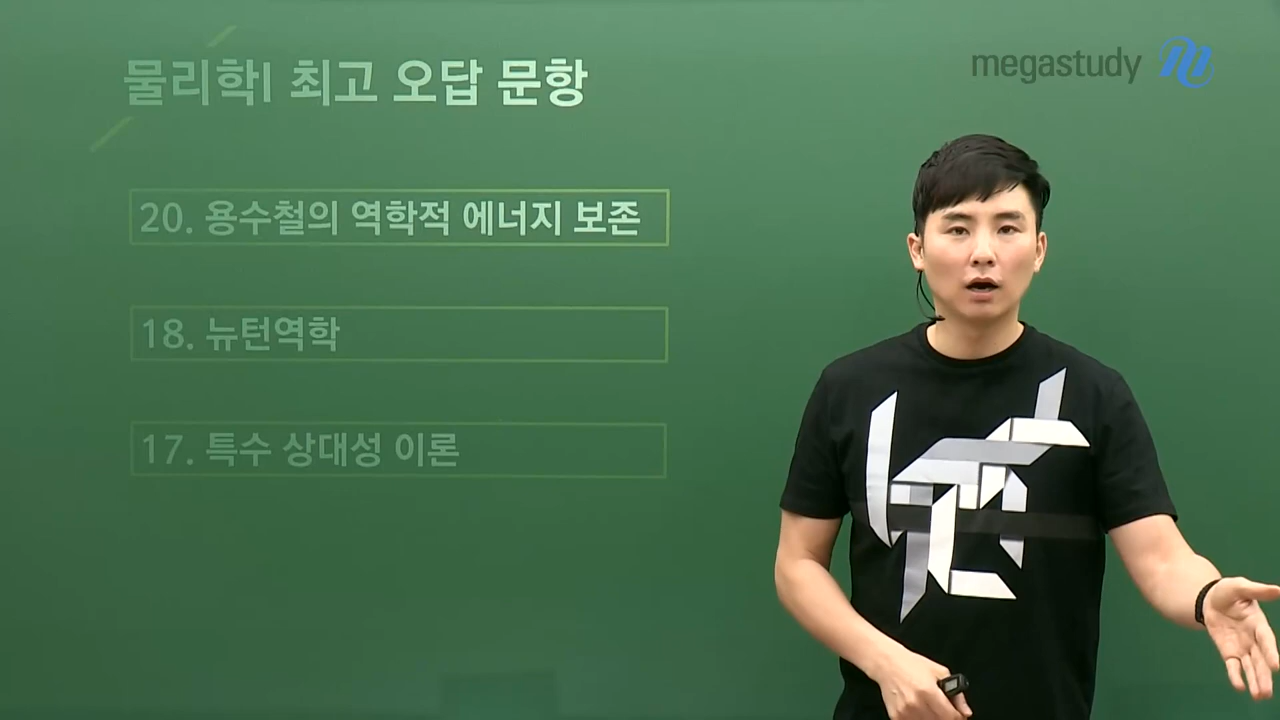 물리학I 최고 오답 문항
megastudy
20. 용수철의 역학적 에너지 보존
18. 뉴턴역학
17. 특수 상대성 이론